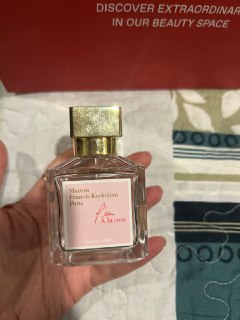 DISCOVER EXTRAORDINAR
IN OUR BEAUTY SPACE
Maison
Francis Kurkdjian
Paris
l'eau
À la rose